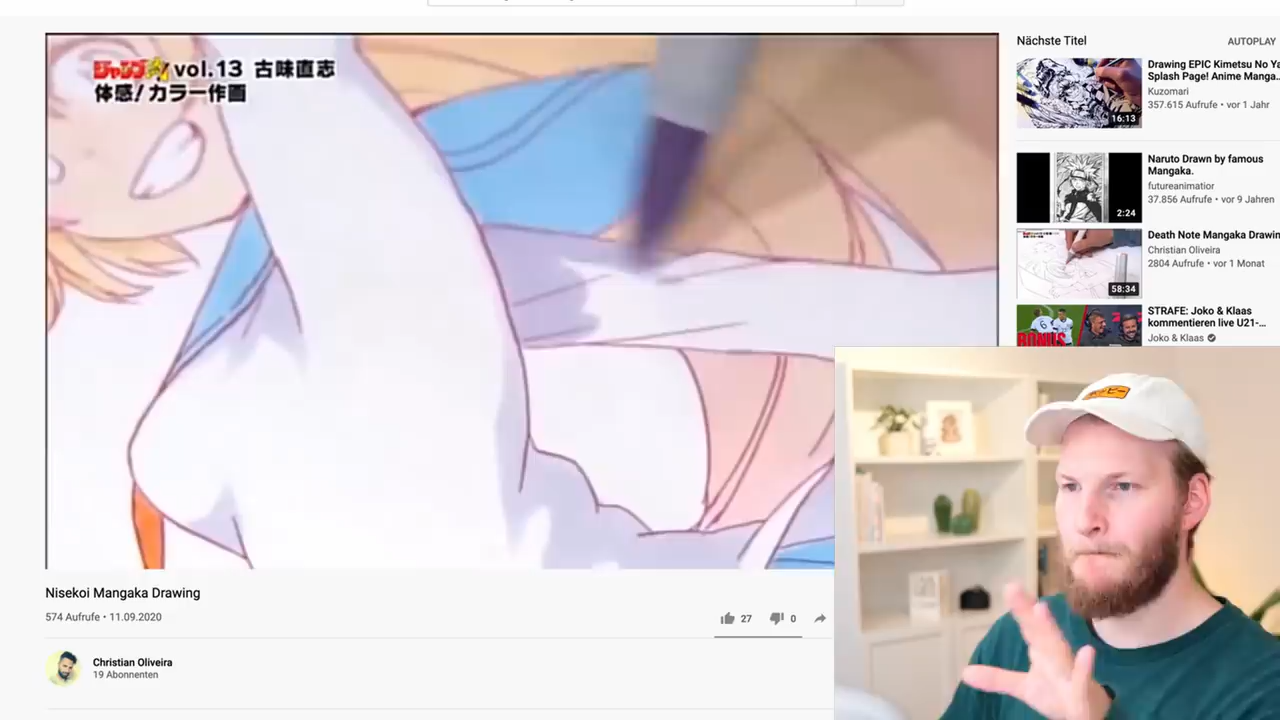 ジャンプ流 vol.13 古味直志
体感!カラー作画
Nisekoi Mangaka Drawing
574 Aufrufe • 11.09.2020
27
0
Christian Oliveira
19 Abonnenten
Nächste Titel
AUTOPLAY
Drawing EPIC Kimetsu No Ya
Splash Page! Anime Manga...
Kuzomari
357.615 Aufrufe • vor 1 Jahr
16:13
Naruto Drawn by famous
Mangaka.
futureanimatior
37.856 Aufrufe • vor 9 Jahren
2:24
Death Note Mangaka Drawin
Christian Oliveira
2804 Aufrufe • vor 1 Monat
58:34
STRAFE: Joko & Klaas
kommentieren live U21-...
Joko & Klaas
BONUS